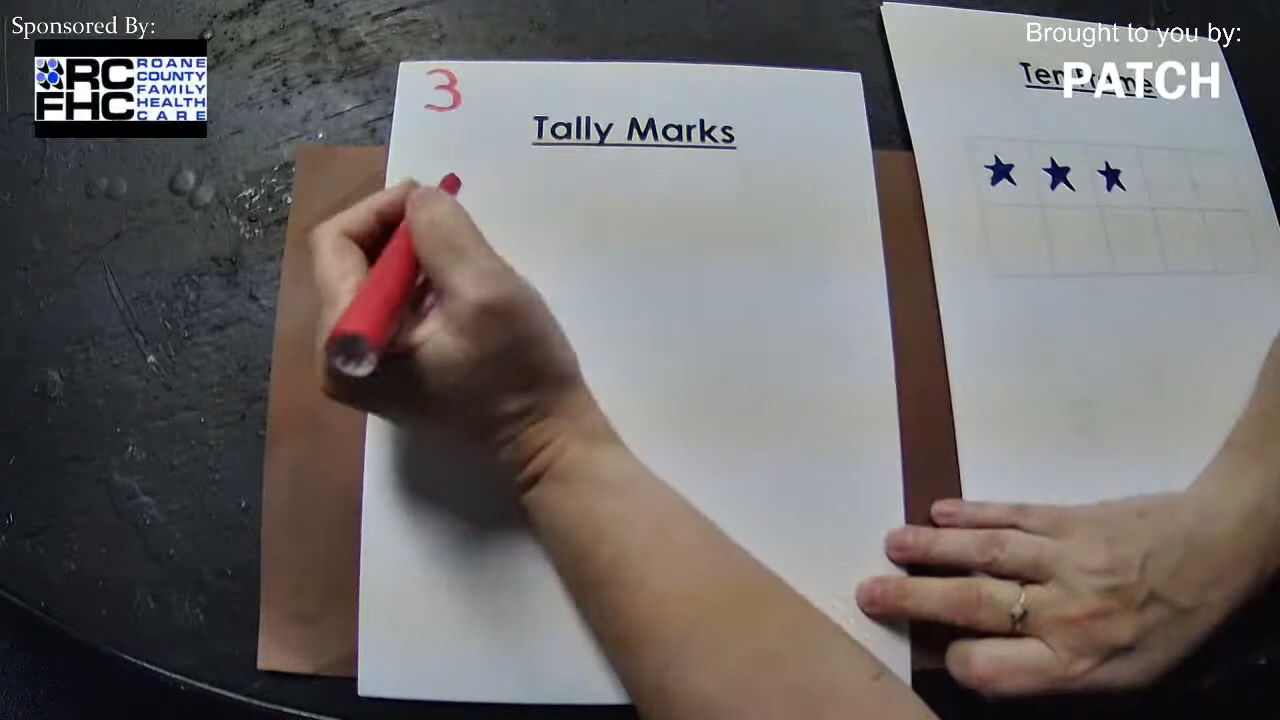 Sponsored By:
RC
FHC
ROANE
COUNTY
FAMILY
HEALTH
CARE
3
Tally Marks
Brought to you by:
PATCH